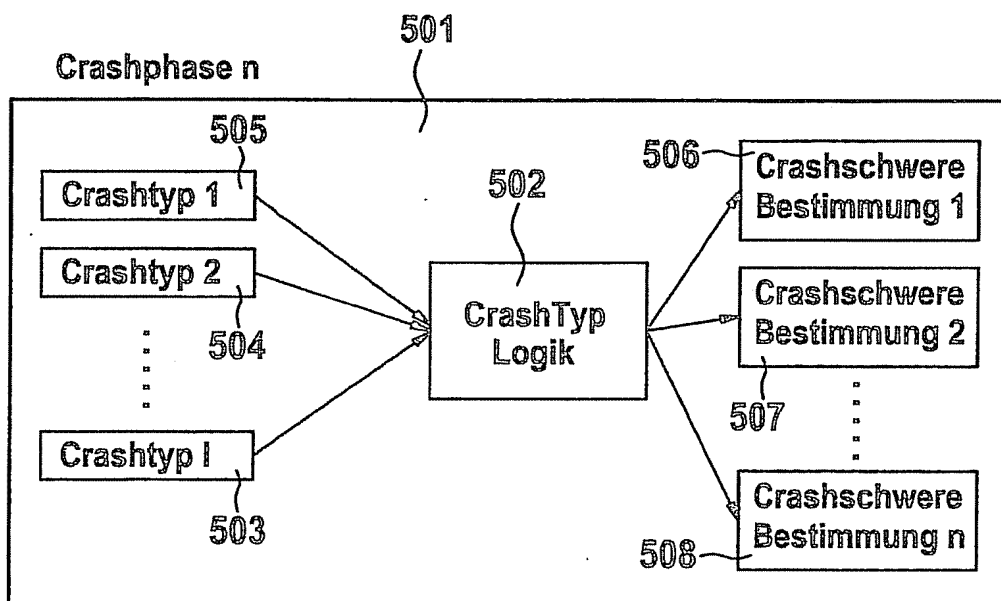 501
Crashphase n
505
Crashtyp 1
Crashtyp 2
504
Crashtyp l
503
502
CrashTyp
Logik
506
Crashschwere
Bestimmung 1
Crashschwere
Bestimmung 2
507
Crashschwere
Bestimmung n
508